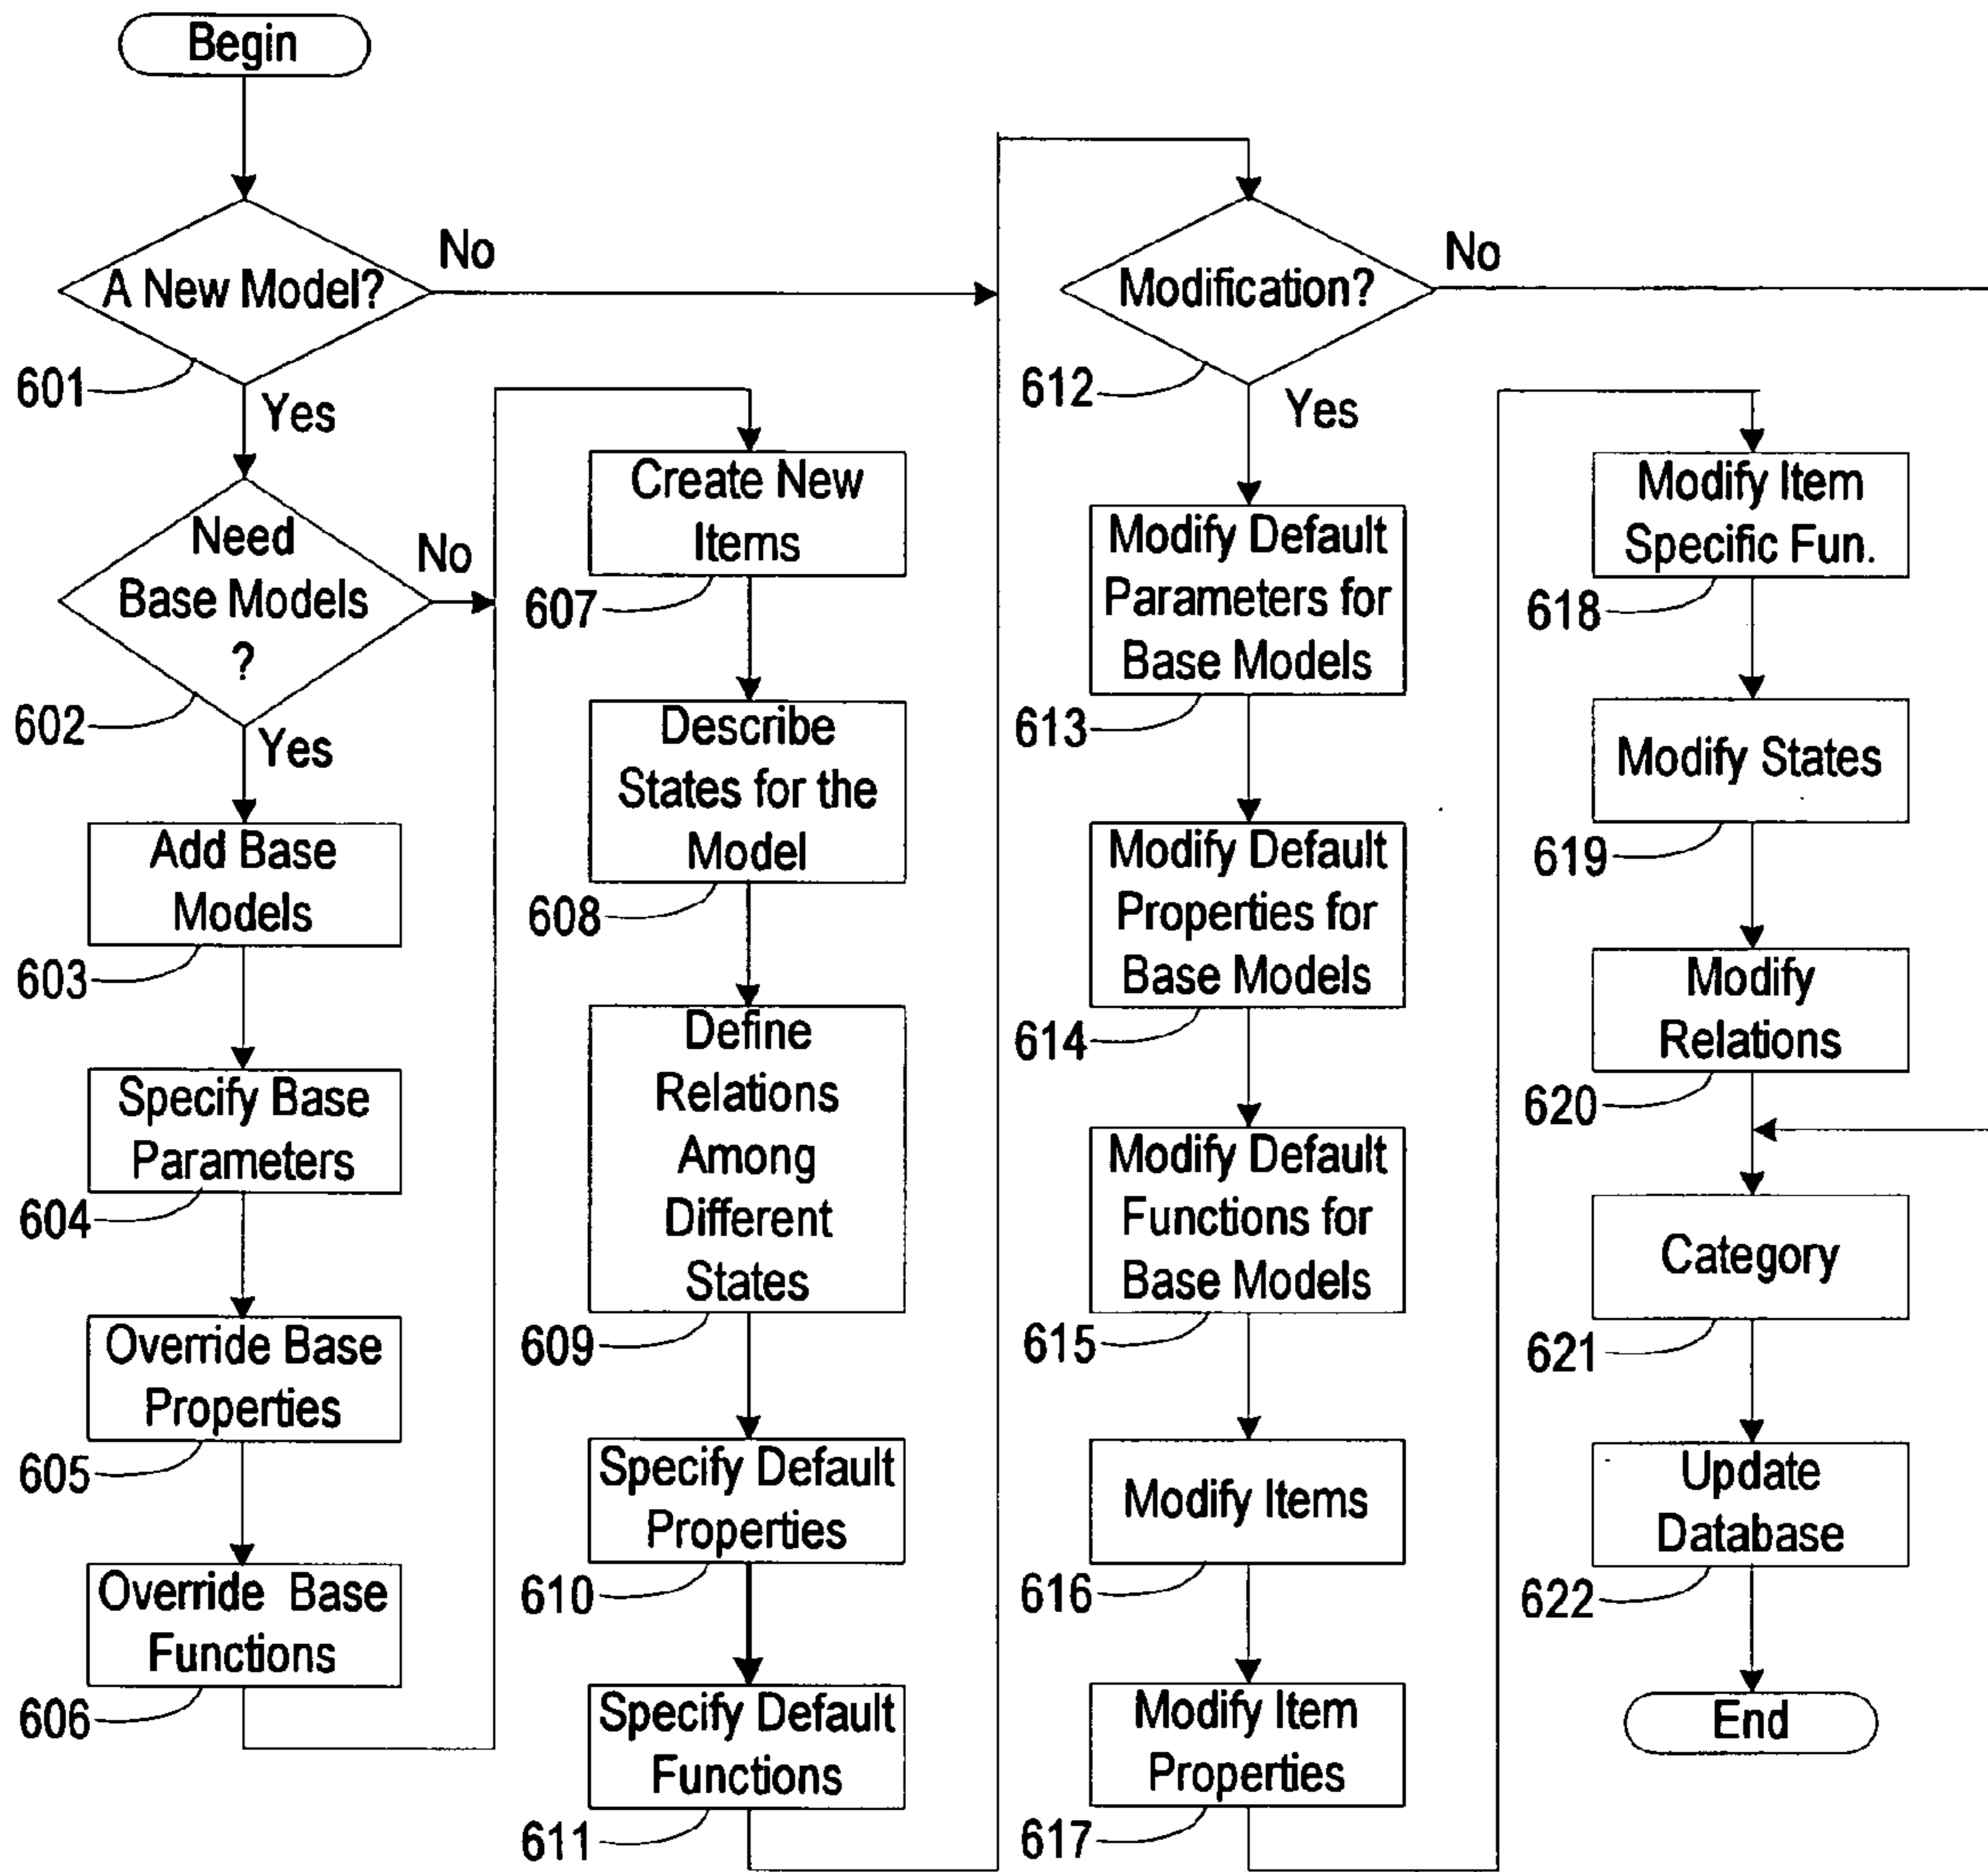 Begin
A New Model?
No
601
Yes
Need
Base Models
?
No
602
Yes
Add Base
Models
603
Specify Base
Parameters
604
Override Base
Properties
605
Override Base
Functions
606
Create New
Items
607
Describe
States for the
Model
608
Define
Relations
Among
Different
States
609
Specify Default
Properties
610
Specify Default
Functions
611
Modification?
No
612
Yes
Modify Default
Parameters for
Base Models
613
Modify Default
Properties for
Base Models
614
Modify Default
Functions for
Base Models
615
Modify Items
616
Modify Item
Properties
617
Modify Item
Specific Fun.
618
Modify States
619
Modify
Relations
620
Category
621
Update
Database
622
End